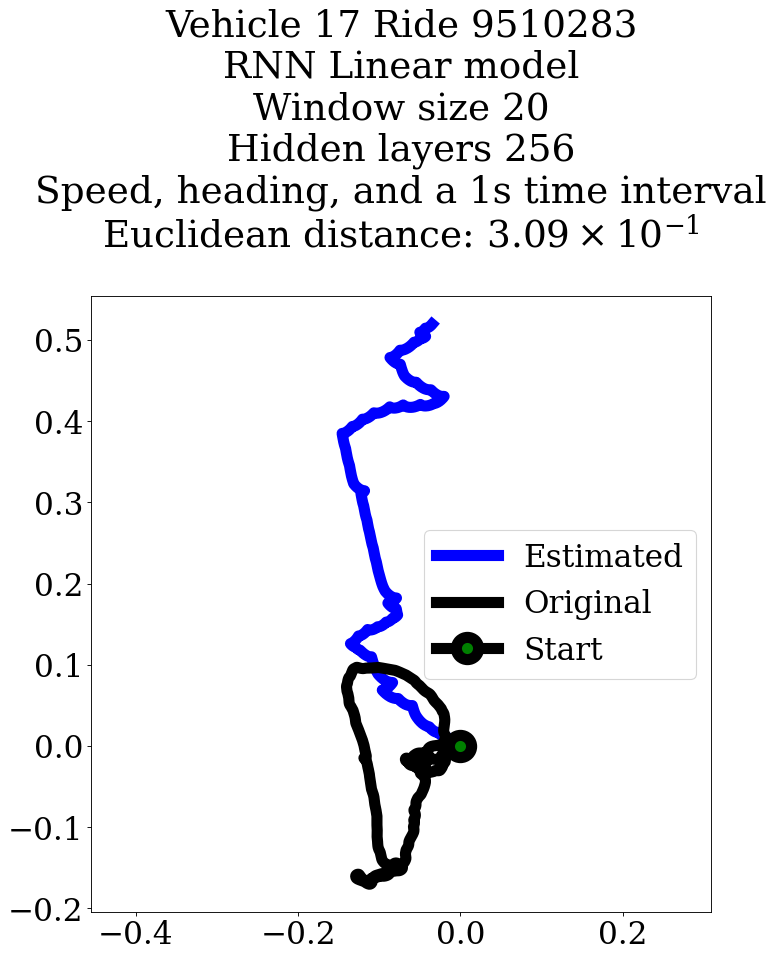 Vehicle 17 Ride 9510283
RNN Linear model
Window size 20
Hidden layers 256
Speed, heading, and a 1s time interval
Euclidean distance: 3.09 × 10⁻¹
0.5
0.4
0.3
0.2
0.1
0.0
−0.1
−0.2
Estimated
Original
Start
−0.4
−0.2
0.0
0.2